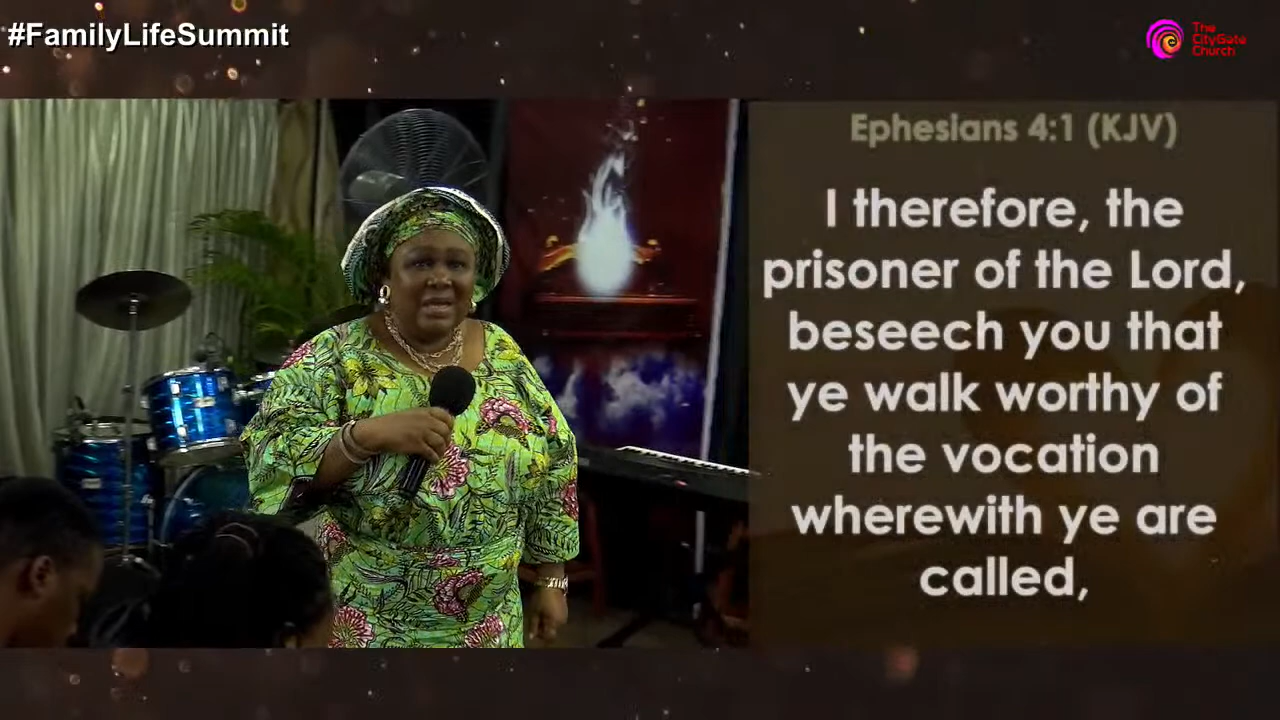 #FamilyLifeSummit
The
CityGate
Church
Ephesians 4:1 (KJV)
I therefore, the
prisoner of the Lord,
beseech you that
ye walk worthy of
the vocation
wherewith ye are
called,